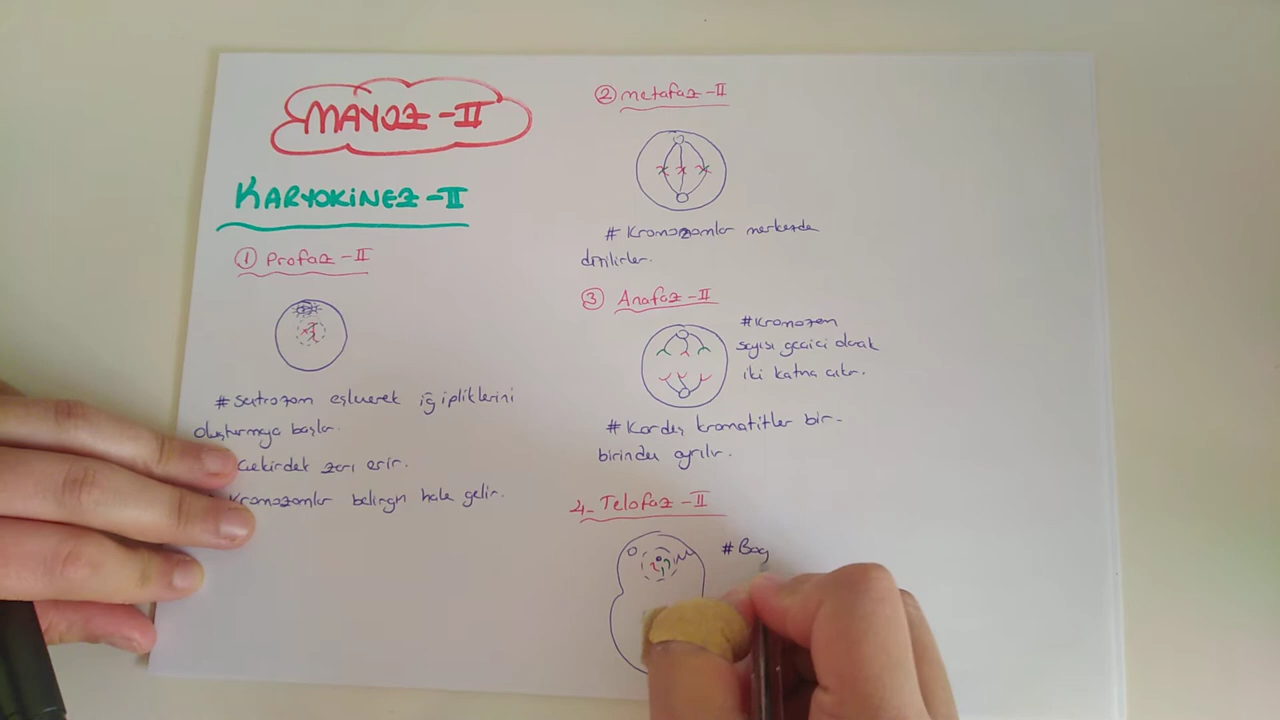 MAYOZ-II
KARYOKİNEZ-II
① Profaz-II
# Sentrozom eşlenerek iğ ipliklerini
oluşturmaya başlar.
Çekirdek zarı erir.
Kromozomlar belirgin hale gelir.
② metafaz-II
# Kromozomlar merkezde
dizilirler.
③ Anafaz-II
# Kromozom
sayısı geçici olarak
iki katına çıkar.
# Kardeş kromatitler bir-
birinden ayrılır.
4- Telofaz-II
# Boğ